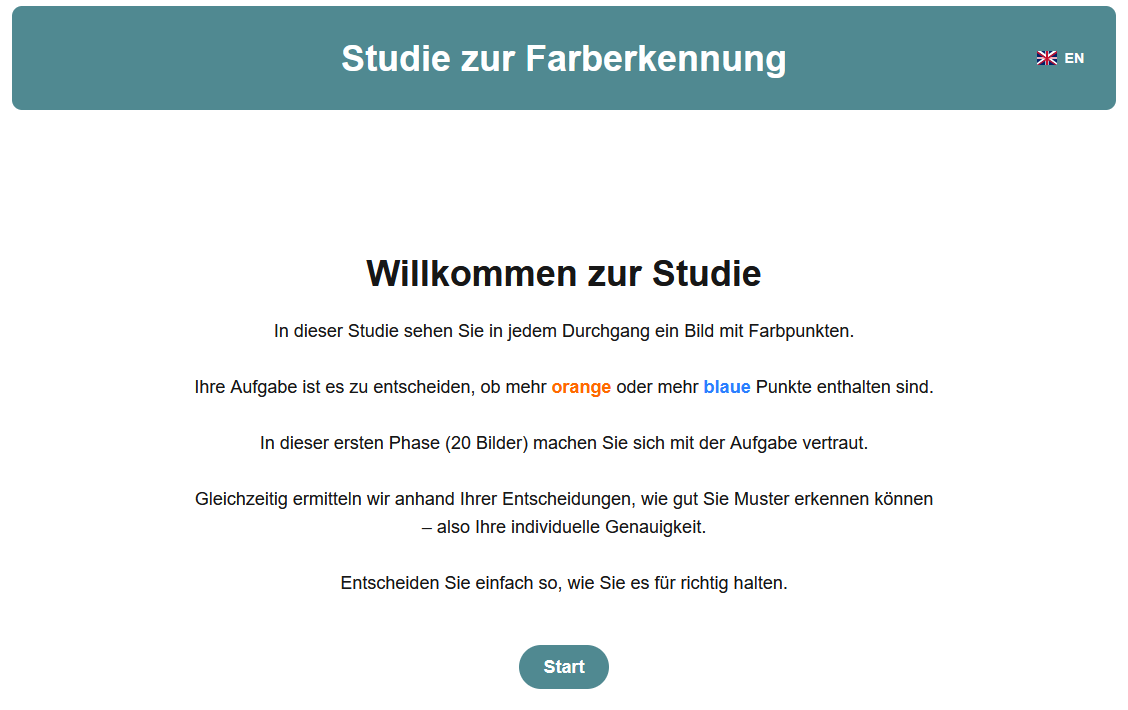 Studie zur Farberkennung
EN
Willkommen zur Studie
In dieser Studie sehen Sie in jedem Durchgang ein Bild mit Farbpunkten.
Ihre Aufgabe ist es zu entscheiden, ob mehr orange oder mehr blaue Punkte enthalten sind.
In dieser ersten Phase (20 Bilder) machen Sie sich mit der Aufgabe vertraut.
Gleichzeitig ermitteln wir anhand Ihrer Entscheidungen, wie gut Sie Muster erkennen können
– also Ihre individuelle Genauigkeit.
Entscheiden Sie einfach so, wie Sie es für richtig halten.
Start